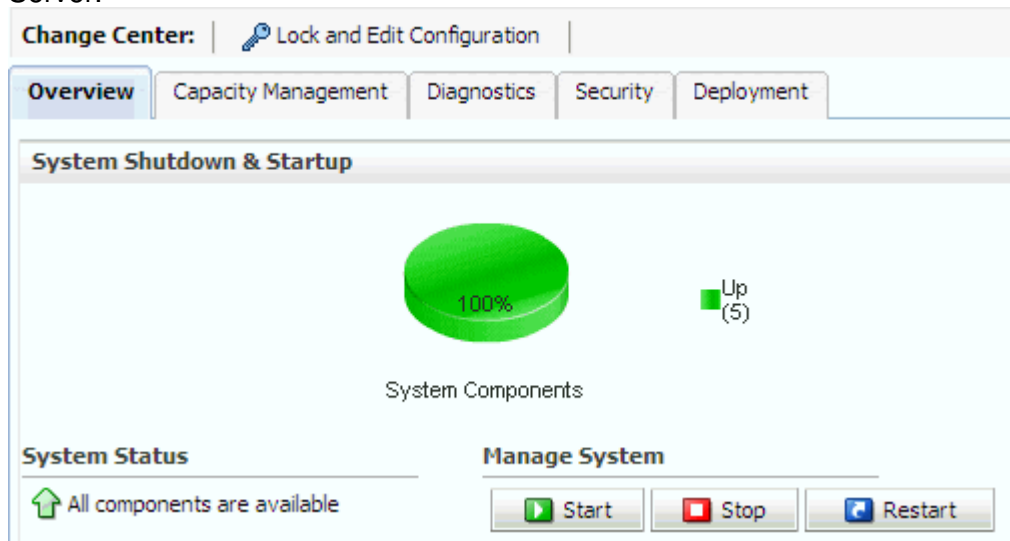 Server.
Change Center: Lock and Edit Configuration
Overview Capacity Management Diagnostics Security Deployment
System Shutdown & Startup
100%
Up
(5)
System Components
System Status Manage System
All components are available Start Stop Restart